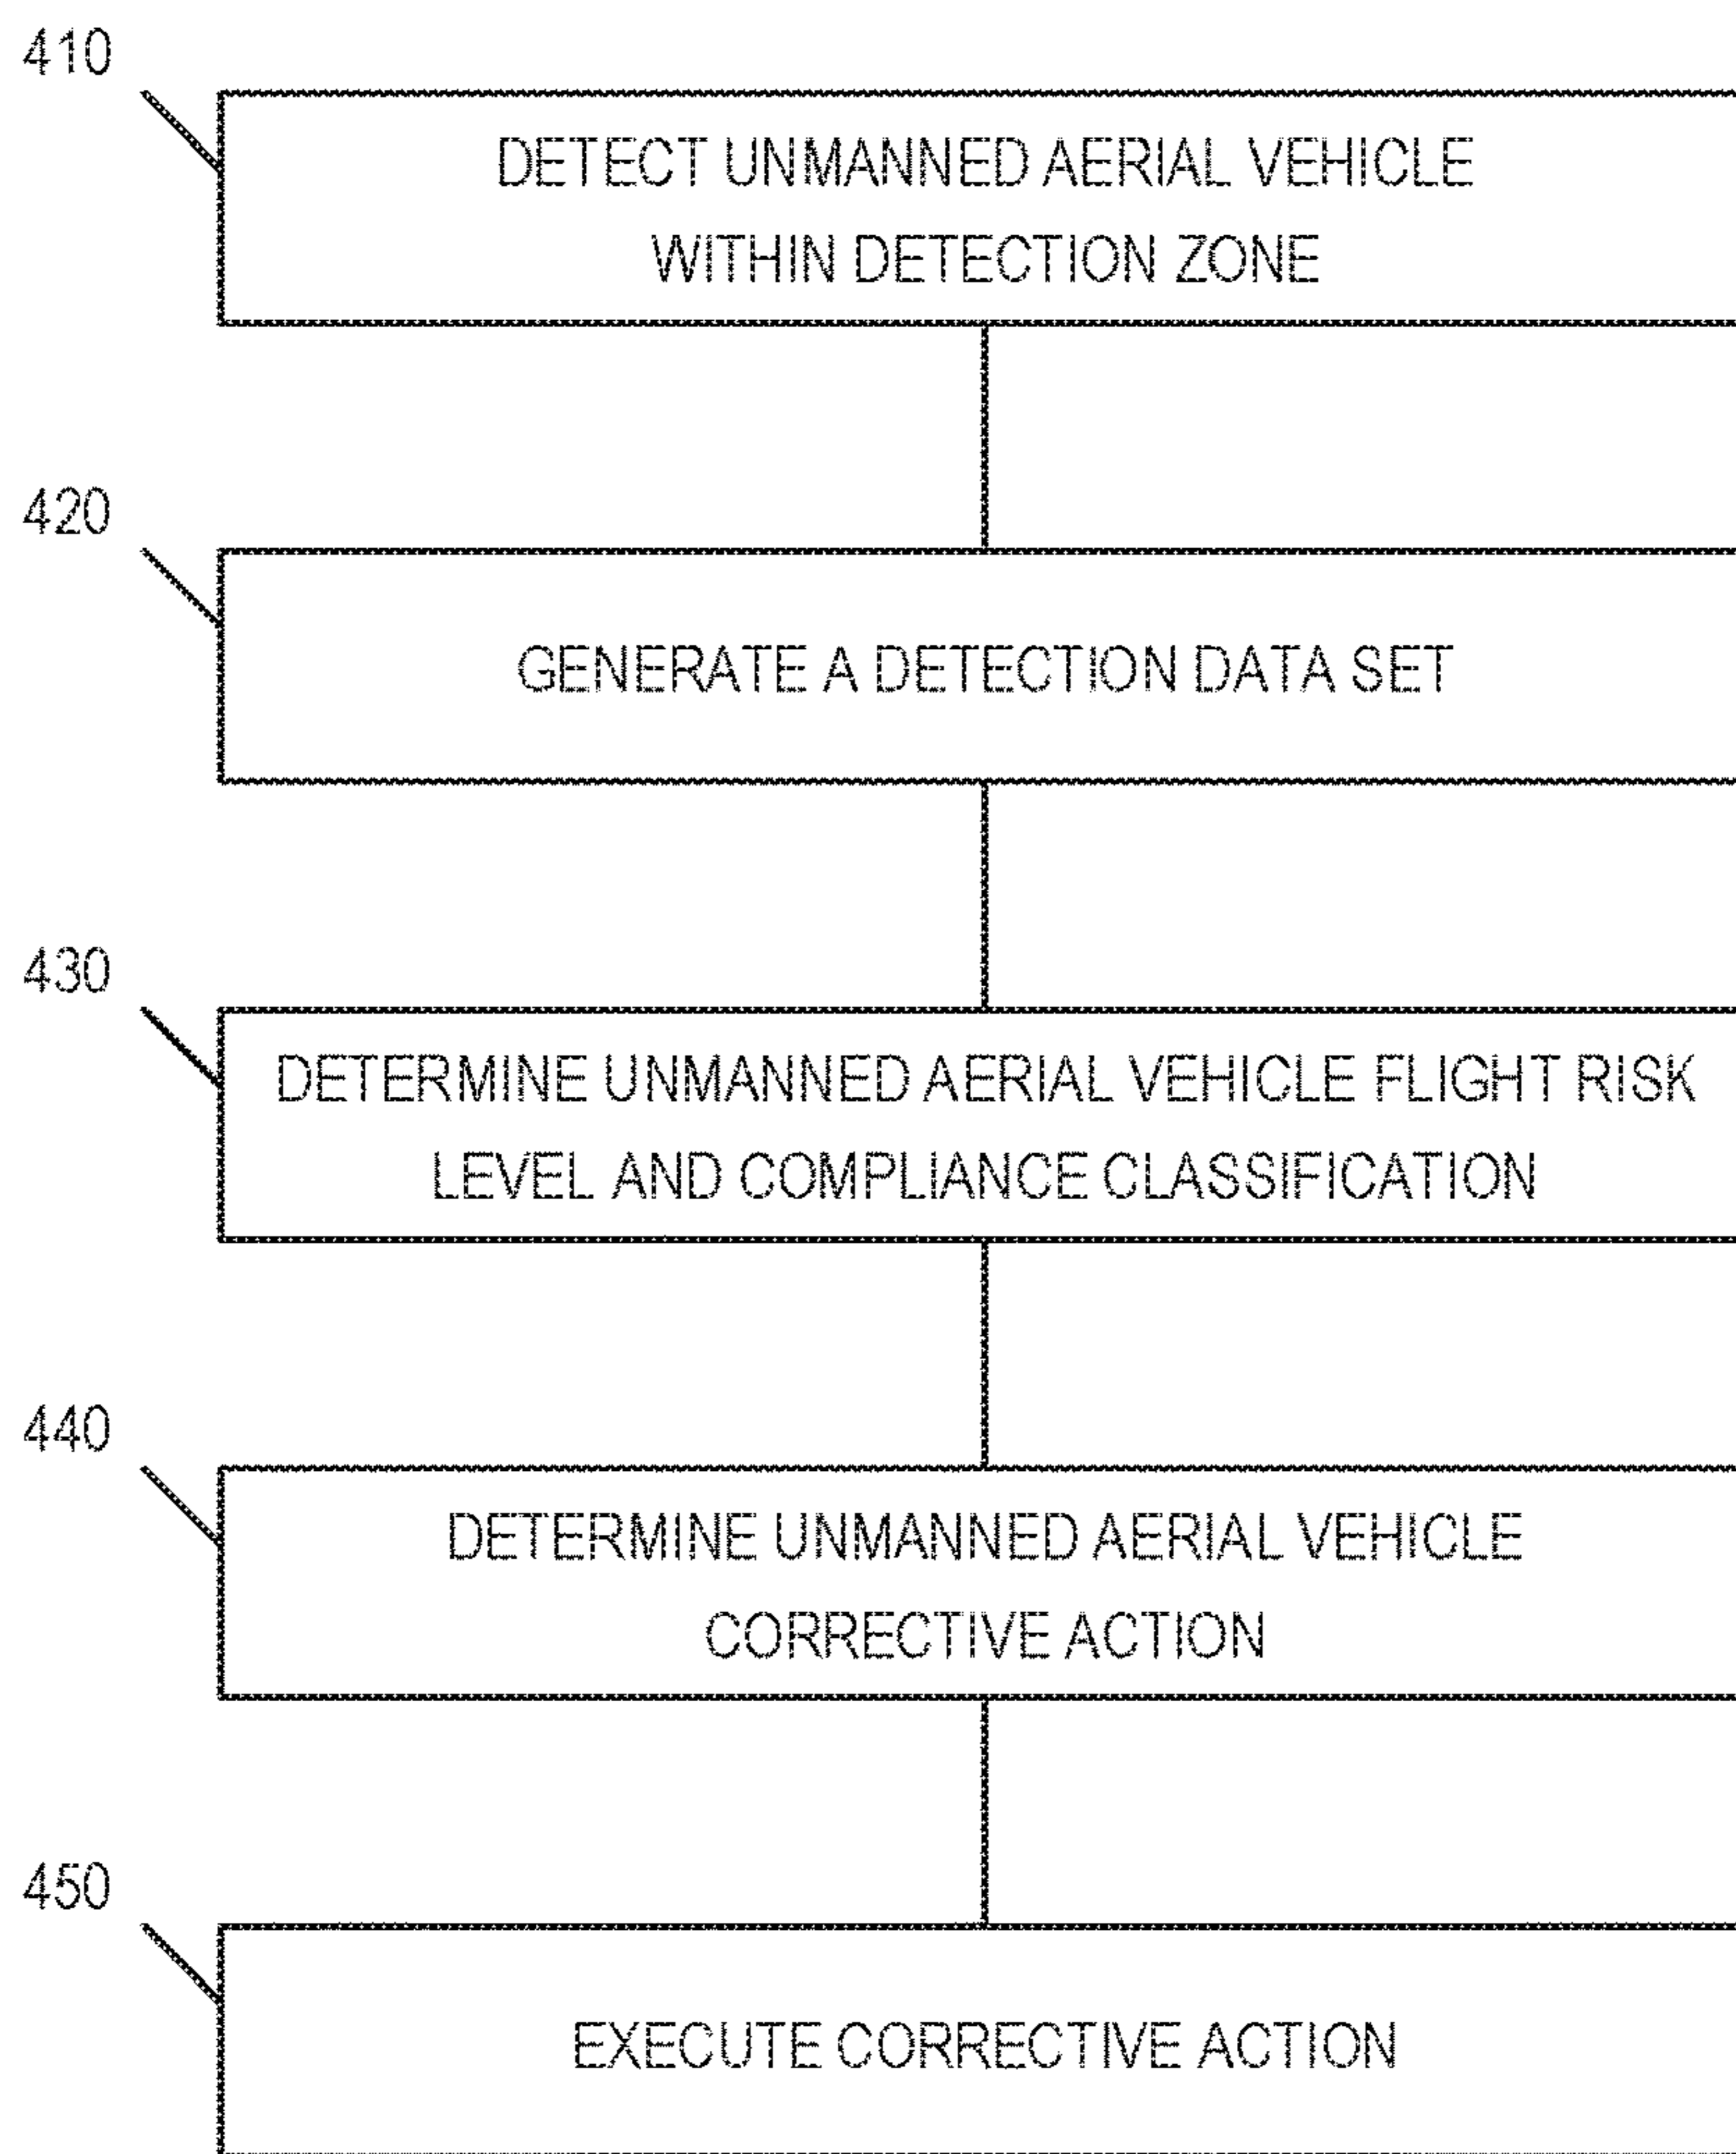 410
DETECT UNMANNED AERIAL VEHICLE
WITHIN DETECTION ZONE
420
GENERATE A DETECTION DATA SET
430
DETERMINE UNMANNED AERIAL VEHICLE FLIGHT RISK
LEVEL AND COMPLIANCE CLASSIFICATION
440
DETERMINE UNMANNED AERIAL VEHICLE
CORRECTIVE ACTION
450
EXECUTE CORRECTIVE ACTION